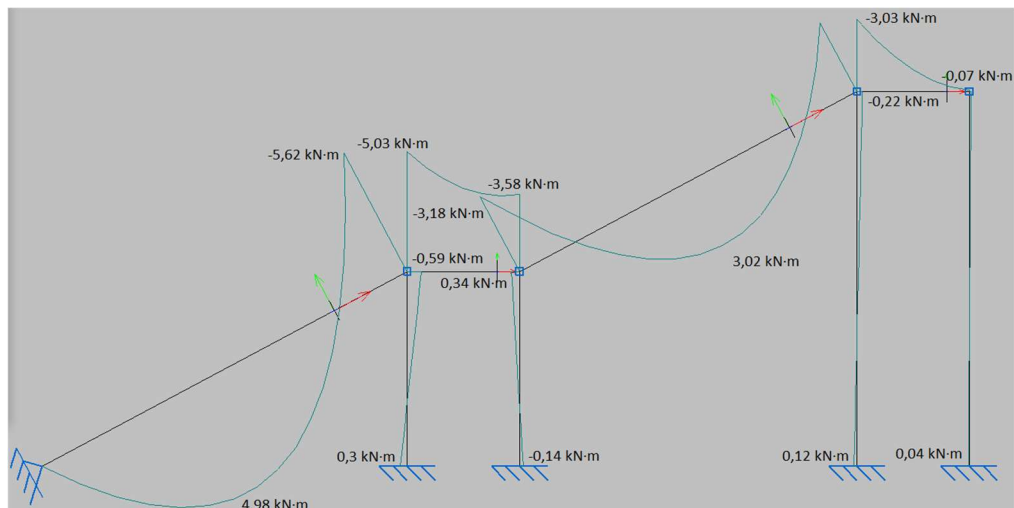 -3,03 kN·m
-0,07 kN·m
-0,22 kN·m
-5,03 kN·m
-5,62 kN·m
-3,58 kN·m
-3,18 kN·m
-0,59 kN·m
3,02 kN·m
0,34 kN·m
0,3 kN·m
-0,14 kN·m
0,12 kN·m
0,04 kN·m
4,98 kN·m